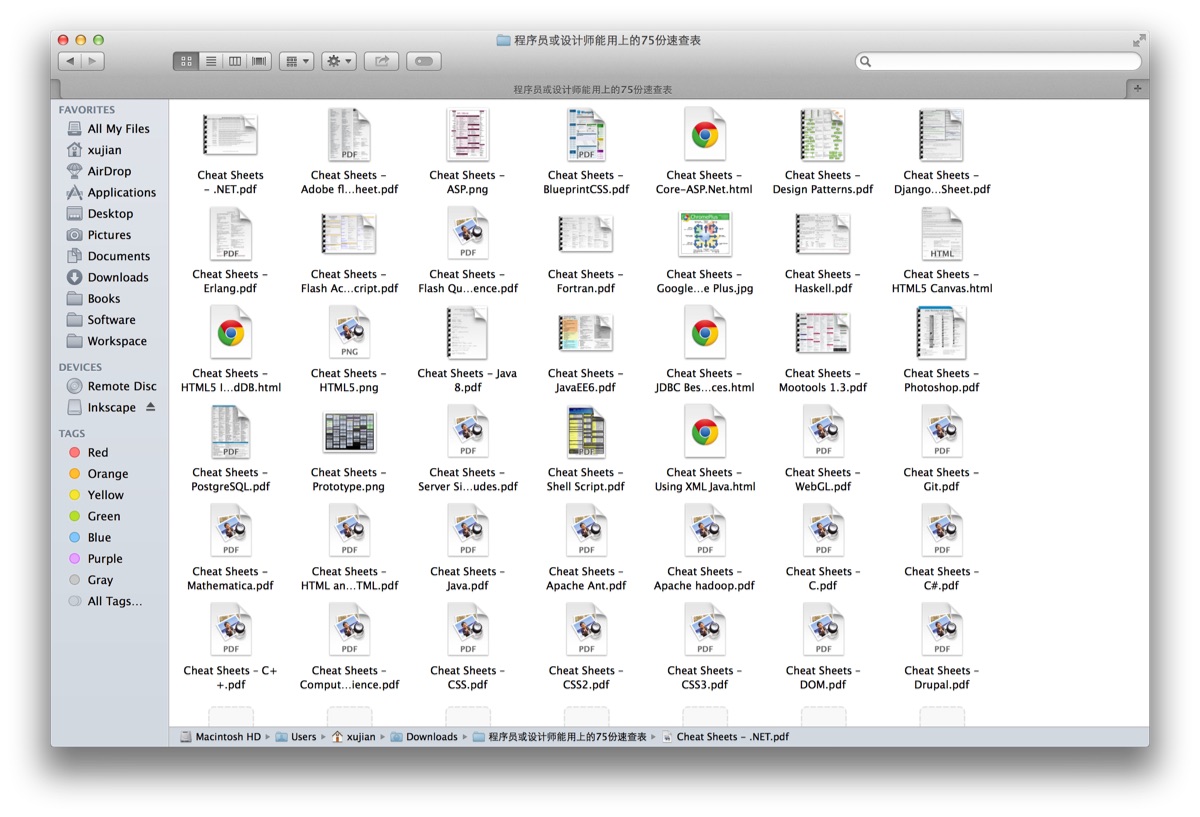 程序员或设计师能用上的75份速查表
程序员或设计师能用上的75份速查表
FAVORITES
All My Files
xujian
AirDrop
Applications
Desktop
Pictures
Documents
Downloads
Books
Software
Workspace
DEVICES
Remote Disc
Inkscape
TAGS
Red
Orange
Yellow
Green
Blue
Purple
Gray
All Tags...
PDF
PDF
Cheat Sheets
- .NET.pdf
Cheat Sheets -
Adobe fl...heet.pdf
Cheat Sheets -
ASP.png
Cheat Sheets -
BlueprintCSS.pdf
Cheat Sheets -
Core-ASP.Net.html
Cheat Sheets -
Design Patterns.pdf
Cheat Sheets -
Django...Sheet.pdf
PDF
PDF
HTML
Cheat Sheets -
Erlang.pdf
Cheat Sheets -
Flash Ac...cript.pdf
Cheat Sheets -
Flash Qu...ence.pdf
Cheat Sheets -
Fortran.pdf
Cheat Sheets -
Google...e Plus.jpg
Cheat Sheets -
Haskell.pdf
Cheat Sheets -
HTML5 Canvas.html
PNG
Cheat Sheets -
HTML5 I...dDB.html
Cheat Sheets -
HTML5.png
Cheat Sheets - Java
8.pdf
Cheat Sheets -
JavaEE6.pdf
Cheat Sheets -
JDBC Bes...ces.html
Cheat Sheets -
Mootools 1.3.pdf
Cheat Sheets -
Photoshop.pdf
PDF
PDF
PDF
PDF
PDF
Cheat Sheets -
PostgreSQL.pdf
Cheat Sheets -
Prototype.png
Cheat Sheets -
Server Si...udes.pdf
Cheat Sheets -
Shell Script.pdf
Cheat Sheets -
Using XML Java.html
Cheat Sheets -
WebGL.pdf
Cheat Sheets -
Git.pdf
PDF
PDF
PDF
PDF
PDF
PDF
PDF
Cheat Sheets -
Mathematica.pdf
Cheat Sheets -
HTML an...TML.pdf
Cheat Sheets -
Java.pdf
Cheat Sheets -
Apache Ant.pdf
Cheat Sheets -
Apache hadoop.pdf
Cheat Sheets -
C.pdf
Cheat Sheets -
C#.pdf
PDF
PDF
PDF
PDF
PDF
PDF
PDF
Cheat Sheets - C+
+.pdf
Cheat Sheets -
Comput...ience.pdf
Cheat Sheets -
CSS.pdf
Cheat Sheets -
CSS2.pdf
Cheat Sheets -
CSS3.pdf
Cheat Sheets -
DOM.pdf
Cheat Sheets -
Drupal.pdf
Macintosh HD ▸ Users ▸ xujian ▸ Downloads ▸ 程序员或设计师能用上的75份速查表 ▸ Cheat Sheets - .NET.pdf